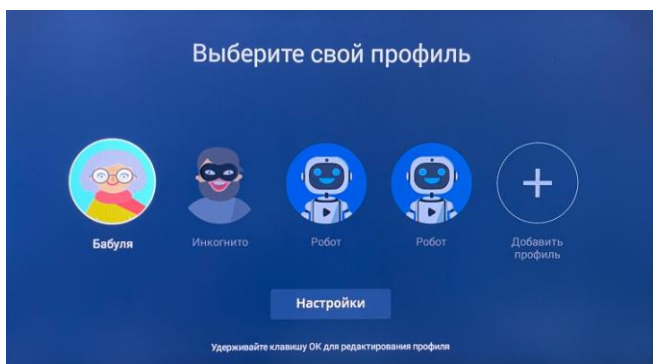 Выберите свой профиль
Бабуля
Инкогнито
Робот
Робот
Добавить
профиль
Настройки
Удерживайте клавишу ОК для редактирования профиля